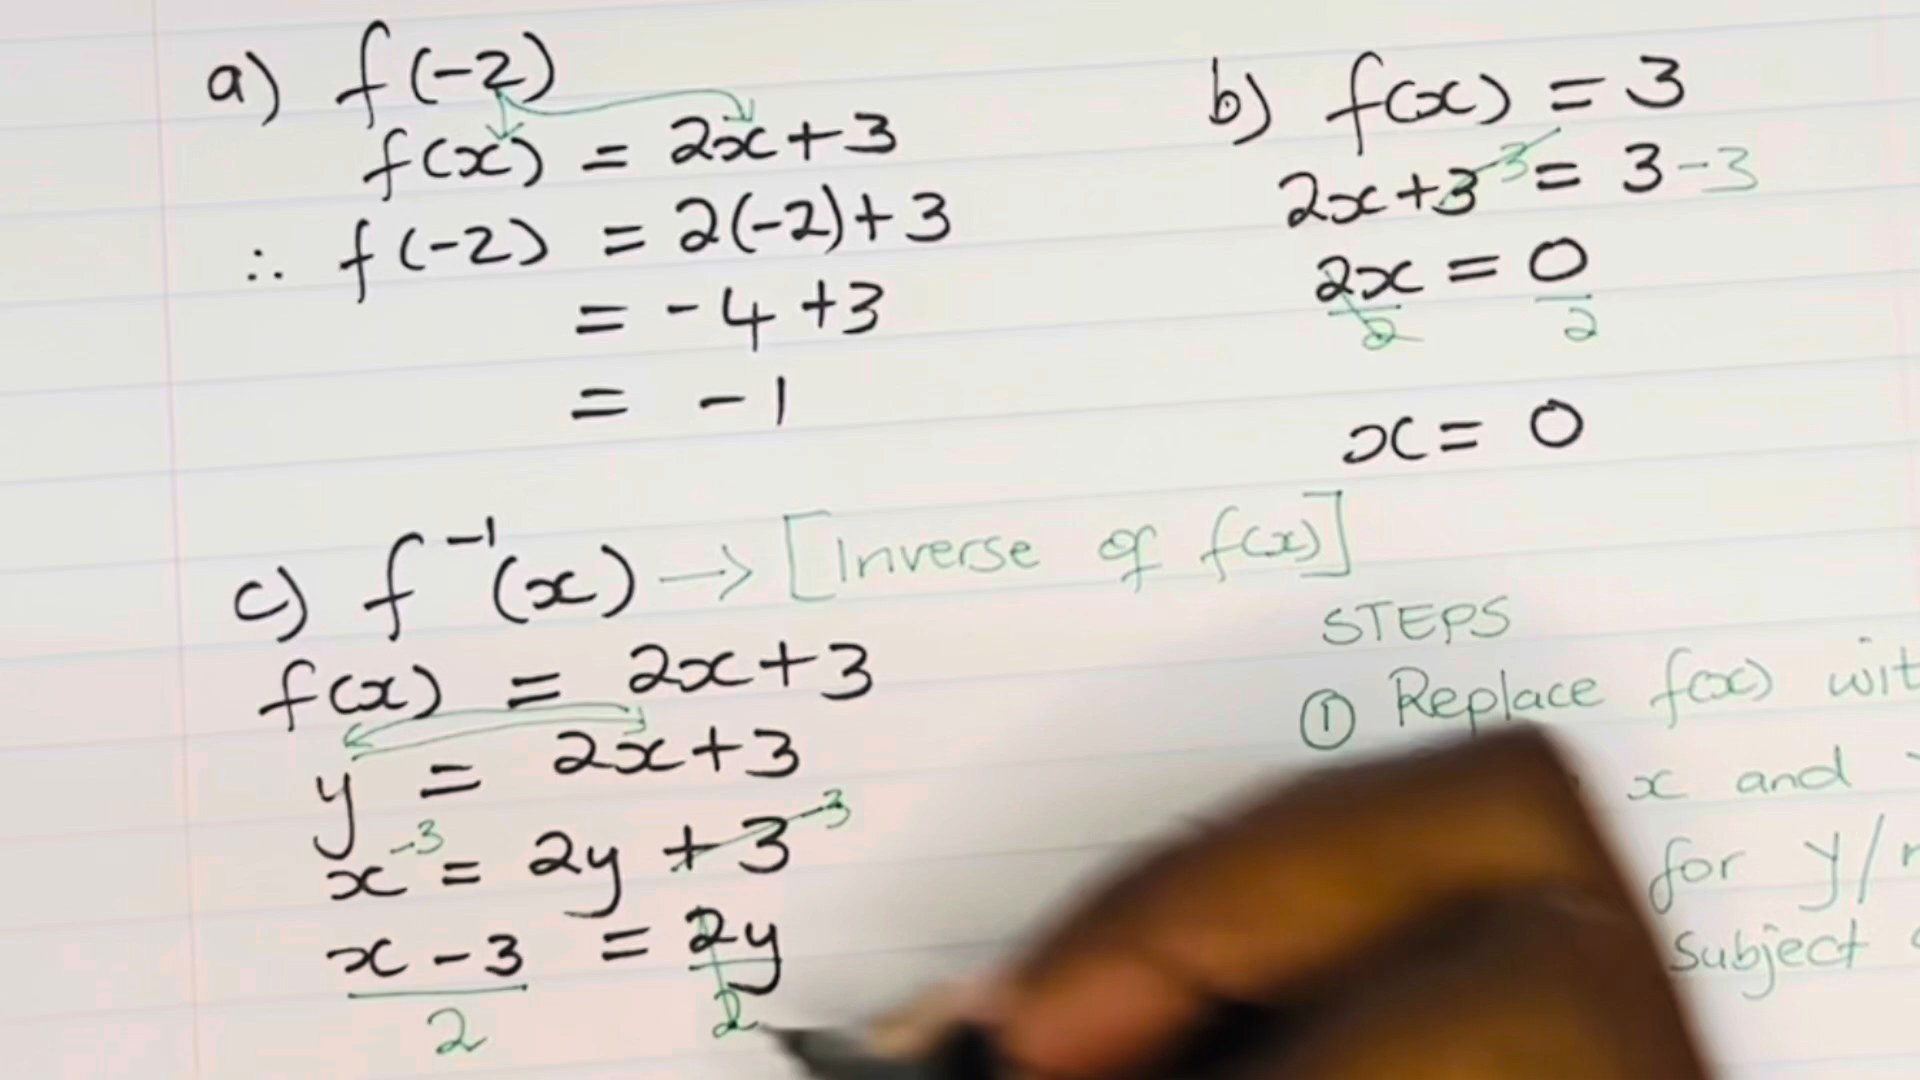 a) f(-2)
f(x) = 2x+3
∴ f(-2) = 2(-2)+3
= -4 +3
= -1
b) f(x) = 3
2x+3 -3 = 3 -3
2x = 0
2 2
x = 0
c) f⁻¹(x) → [Inverse of f(x)]
f(x) = 2x+3
y = 2x+3
x -3 = 2y + 3 -3
x - 3 = 2y
2 2
STEPS
① Replace f(x)
x and
for y/
Subject